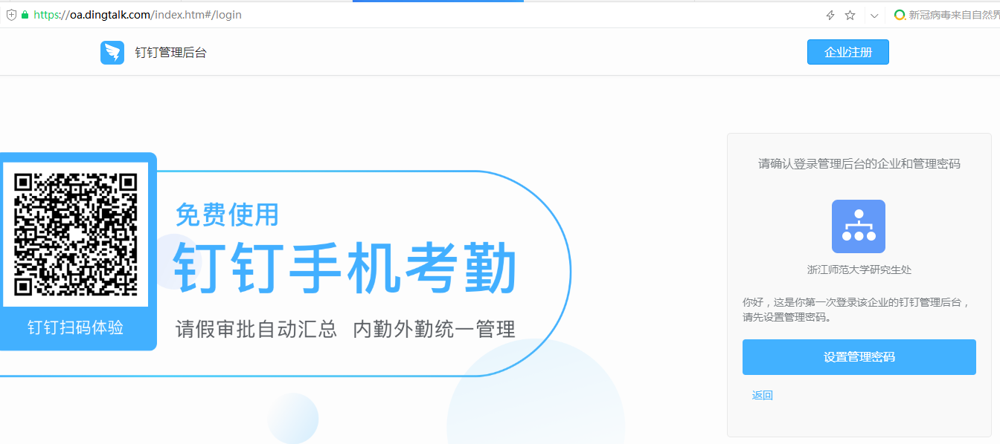 https://oa.dingtalk.com/index.htm#/login
新冠病毒来自自然界
钉钉管理后台
企业注册
免费使用
钉钉手机考勤
请假审批自动汇总 内勤外勤统一管理
钉钉扫码体验
请确认登录管理后台的企业和管理密码
浙江师范大学研究生处
你好，这是你第一次登录该企业的钉钉管理后台，
请先设置管理密码。
设置管理密码
返回